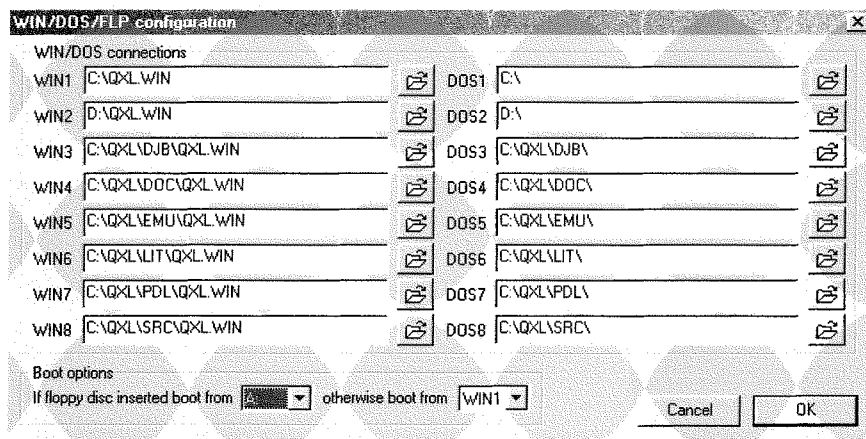 WIN/DOS/FLP configuration
WIN/DOS connections
WIN1 C:\QXL.WIN DOS1 C:\
WIN2 D:\QXL.WIN DOS2 D:\
WIN3 C:\QXL\DJB\QXL.WIN DOS3 C:\QXL\DJB\
WIN4 C:\QXL\DOC\QXL.WIN DOS4 C:\QXL\DOC\
WIN5 C:\QXL\EMU\QXL.WIN DOS5 C:\QXL\EMU\
WIN6 C:\QXL\LIT\QXL.WIN DOS6 C:\QXL\LIT\
WIN7 C:\QXL\PDL\QXL.WIN DOS7 C:\QXL\PDL\
WIN8 C:\QXL\SRC\QXL.WIN DOS8 C:\QXL\SRC\
Boot options
If floppy disc inserted boot from otherwise boot from WIN1
Cancel OK